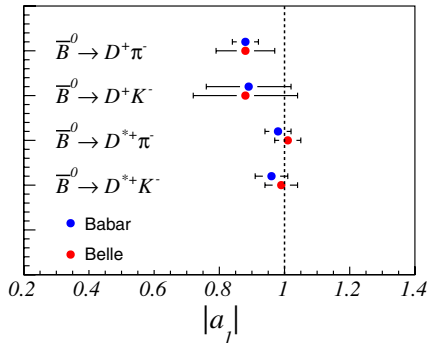 B̅⁰ → D⁺π⁻
B̅⁰ → D⁺K⁻
B̅⁰ → D*⁺π⁻
B̅⁰ → D*⁺K⁻
Babar
Belle
0.2 0.4 0.6 0.8 1 1.2 1.4
|a₁|